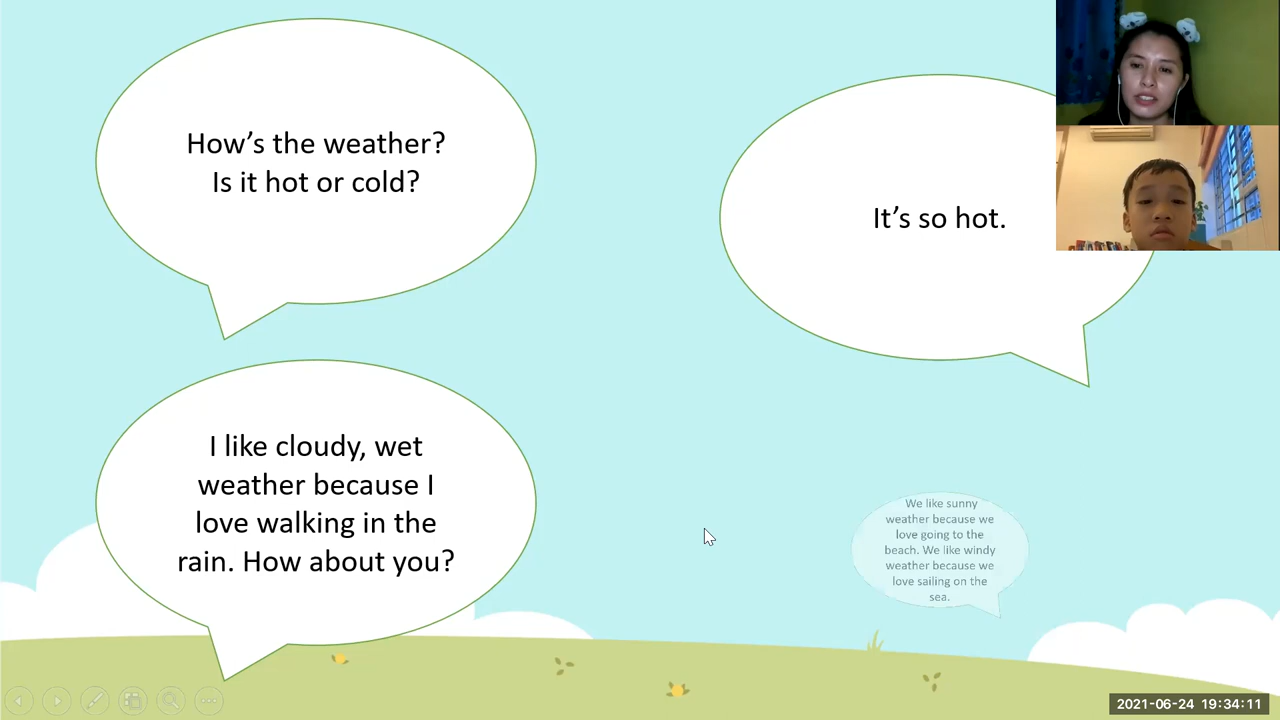 How’s the weather?
Is it hot or cold?
It’s so hot.
I like cloudy, wet
weather because I
love walking in the
rain. How about you?
We like sunny
weather because we
love going to the
beach. We like windy
weather because we
love sailing on the
sea.
2021-06-24 19:34:11